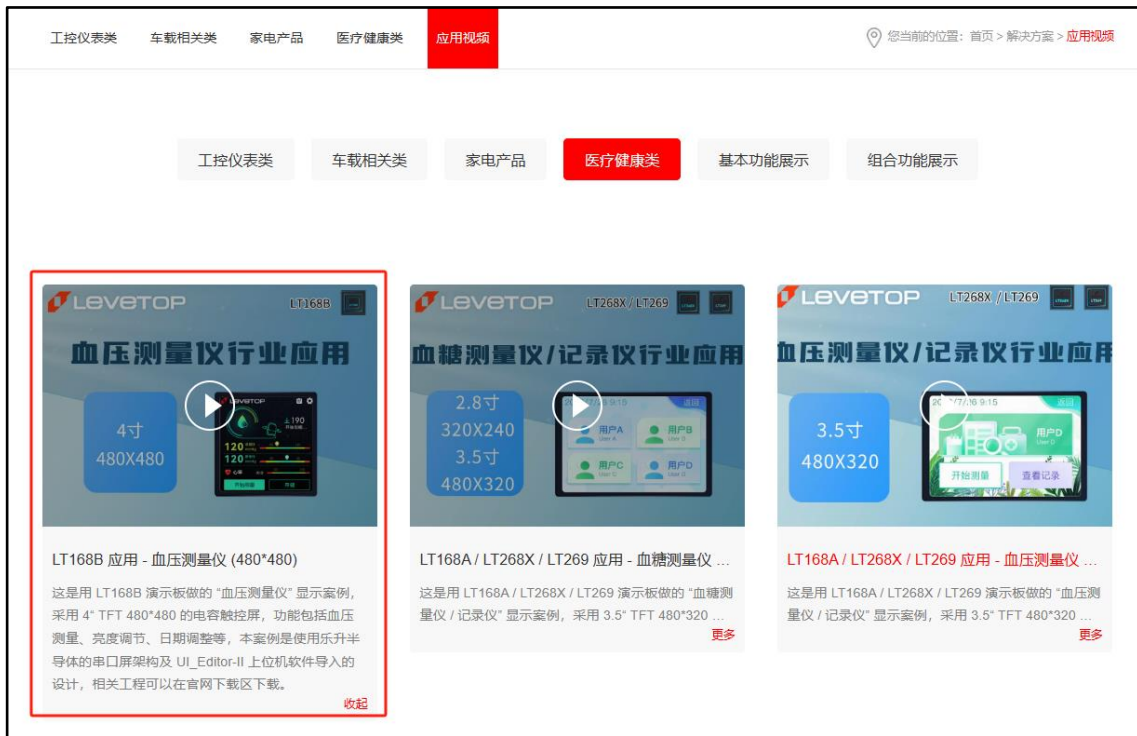 工控仪表类 车载相关类 家电产品 医疗健康类 应用视频
您当前的位置：首页 > 解决方案 > 应用视频
工控仪表类 车载相关类 家电产品 医疗健康类 基本功能展示 组合功能展示
LEVETOP LT168B
血压测量仪行业应用
4寸
480X480
LEVETOP
190
120
120
心率
LT168B 应用 - 血压测量仪 (480*480)
这是用 LT168B 演示板做的 “血压测量仪” 显示案例，
采用 4“ TFT 480*480 的电容触控屏，功能包括血压
测量、亮度调节、日期调整等，本案例是使用乐升半
导体的串口屏架构及 UI_Editor-II 上位机软件导入的
设计，相关工程可以在官网下载区下载。
收起
LEVETOP LT268X / LT269
血糖测量仪/记录仪行业应用
2.8寸
320X240
3.5寸
480X320
9:15 返回
用户A
User A
用户B
用户C
用户D
LT168A / LT268X / LT269 应用 - 血糖测量仪 ...
这是用 LT168A / LT268X / LT269 演示板做的 “血糖测
量仪 / 记录仪” 显示案例，采用 3.5“ TFT 480*320 ...
更多
LEVETOP LT268X / LT269
血压测量仪/记录仪行业应用
3.5寸
480X320
9:15 返回
用户D
开始测量 查看记录
LT168A / LT268X / LT269 应用 - 血压测量仪 ...
这是用 LT168A / LT268X / LT269 演示板做的 “血压测
量仪 / 记录仪” 显示案例，采用 3.5“ TFT 480*320 ...
更多